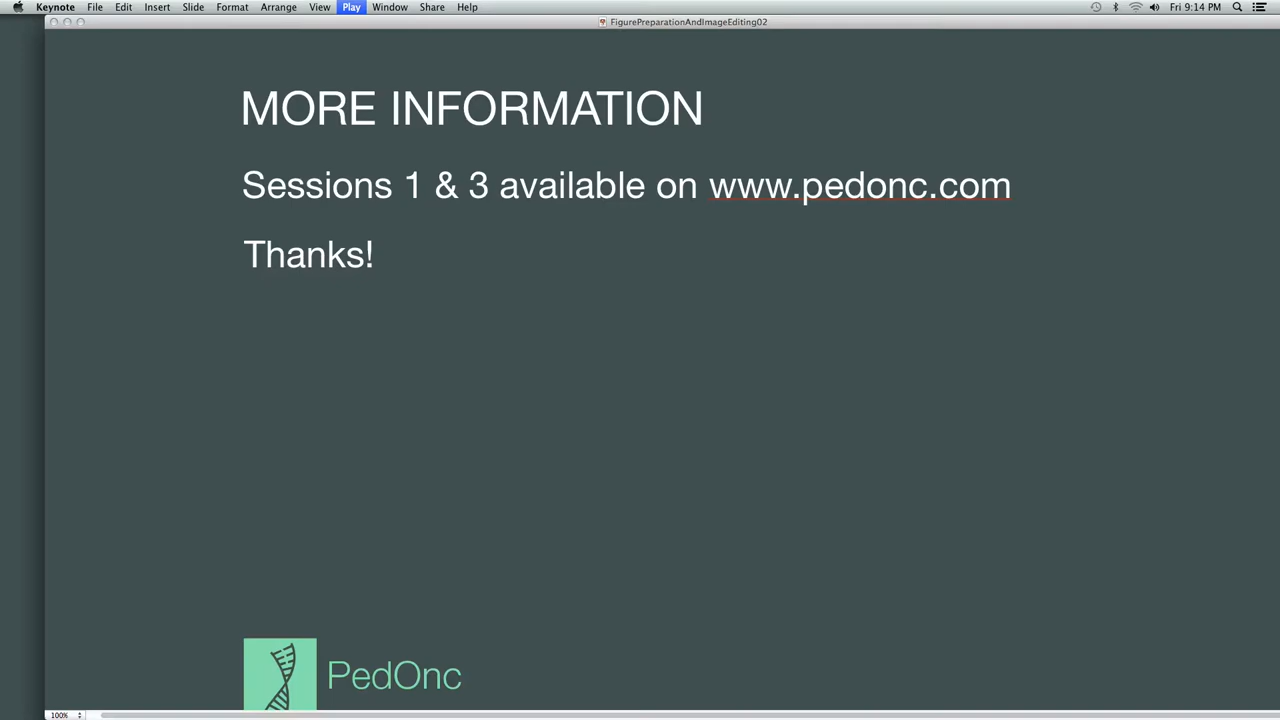 Keynote File Edit Insert Slide Format Arrange View Play Window Share Help Fri 9:14 PM
FigurePreparationAndImageEditing02
MORE INFORMATION
Sessions 1 & 3 available on www.pedonc.com
Thanks!
PedOnc
100%